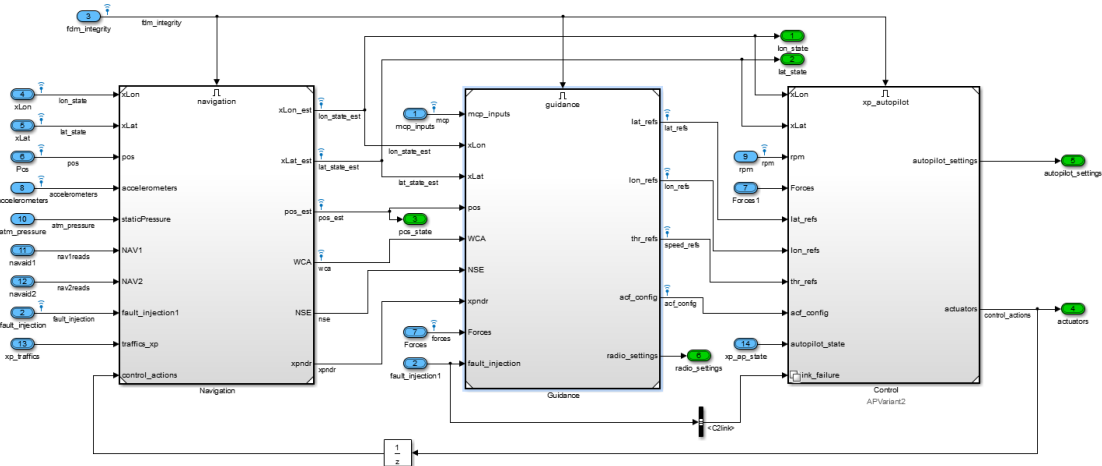 3
fdm_integrity
fdm_integrity
1
lon_state
2
lat_state
navigation
guidance
xp_autopilot
4
xLon
lon_state
xLon
5
xLat
lat_state
xLat
6
Pos
pos
pos
8
accelerometers
accelerometers
10
atm_pressure
atm_pressure
staticPressure
11
navaid1
nav1reads
NAV1
12
navaid2
nav2reads
NAV2
2
fault_injection
fault_injection
fault_injection1
13
xp_traffics
traffics_xp
control_actions
xLon_est
lon_state_est
xLat_est
lat_state_est
pos_est
pos_est
WCA
wca
NSE
nse
xpndr
xpndr
Navigation
1
mcp_inputs
mcp
lon_state_est
lat_state_est
pos_state
7
Forces
forces
2
fault_injection1
mcp_inputs
xLon
xLat
pos
WCA
NSE
xpndr
Forces
fault_injection
lat_refs
lat_refs
lon_refs
lon_refs
thr_refs
speed_refs
acf_config
acf_config
radio_settings
6
radio_settings
Guidance
9
rpm
rpm
7
Forces1
14
xp_ap_state
<C2link>
xLon
xLat
rpm
Forces
lat_refs
lon_refs
thr_refs
acf_config
autopilot_state
ink_failure
autopilot_settings
5
autopilot_settings
actuators
control_actions
4
actuators
Control
APVariant2
1
z